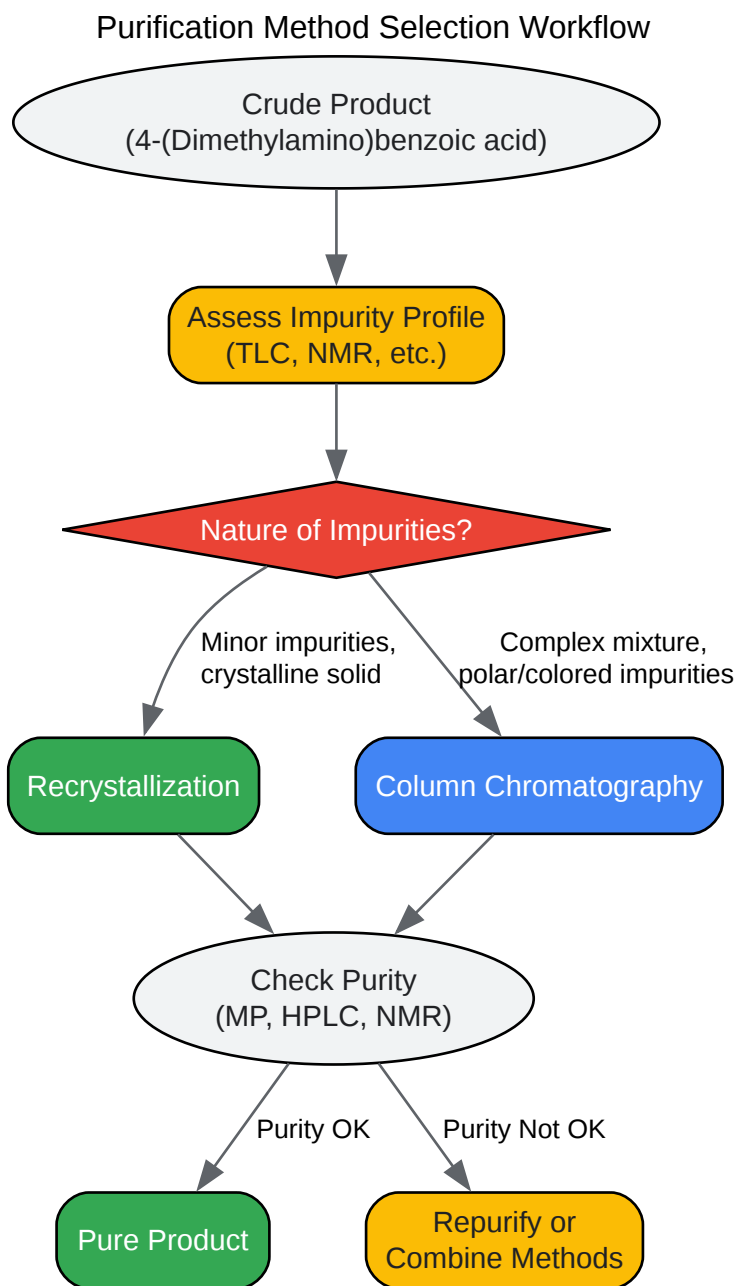 Purification Method Selection Workflow
Crude Product
(4-(Dimethylamino)benzoic acid)
Assess Impurity Profile
(TLC, NMR, etc.)
Nature of Impurities?
Minor impurities,
crystalline solid
Complex mixture,
polar/colored impurities
Recrystallization
Column Chromatography
Check Purity
(MP, HPLC, NMR)
Purity OK
Purity Not OK
Pure Product
Repurify or
Combine Methods